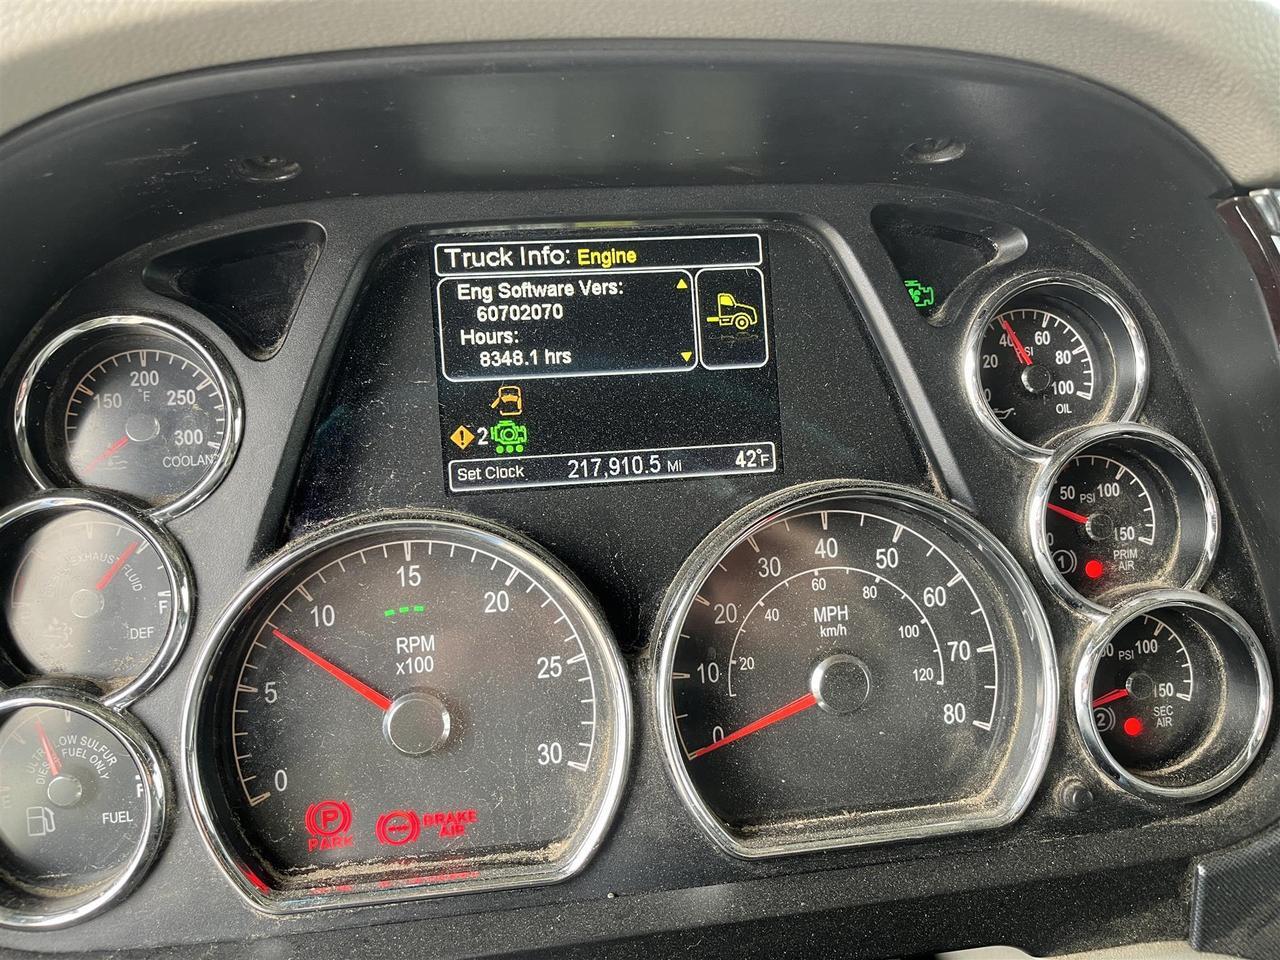 Truck Info: Engine
Eng Software Vers:
60702070
Hours:
8348.1 hrs
2
Set Clock 217,910.5 Mi 42°F
150 200 250 300
°F
COOLANT
EXHAUST FLUID
F
DEF
ULTRA LOW SULFUR
DIESEL FUEL ONLY
E F
FUEL
0 5 10 15 20 25 30
RPM
x100
P
PARK
BRAKE
AIR
0 10 20 30 40 50 60 70 80
MPH
km/h
20 40 60 80 100 120
0 20 40 60 80 100
PSI
OIL
0 50 100 150
PSI
1
PRIM
AIR
100 150
PSI
2
SEC
AIR